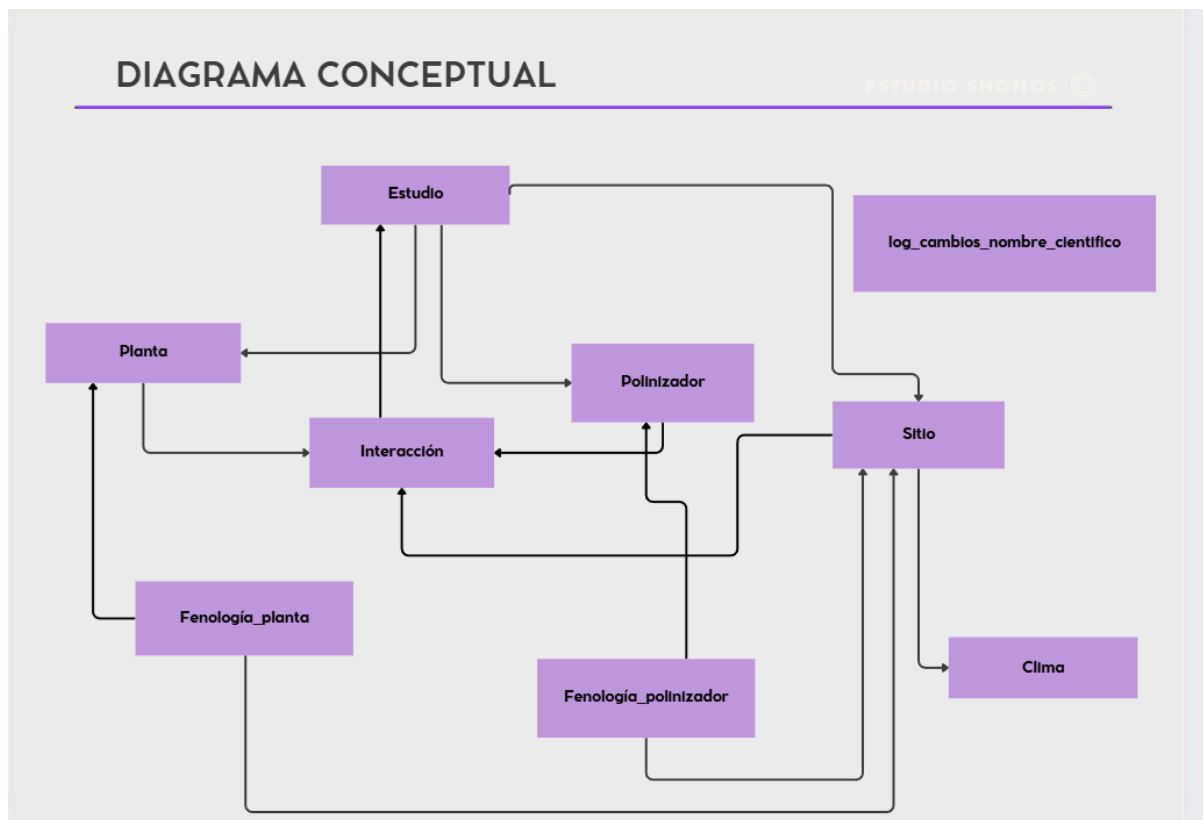 DIAGRAMA CONCEPTUAL
ESTUDIO SHONOS
Estudio
log_cambios_nombre_cientifico
Planta
Polinizador
Sitio
Interacción
Fenología_planta
Clima
Fenología_polinizador